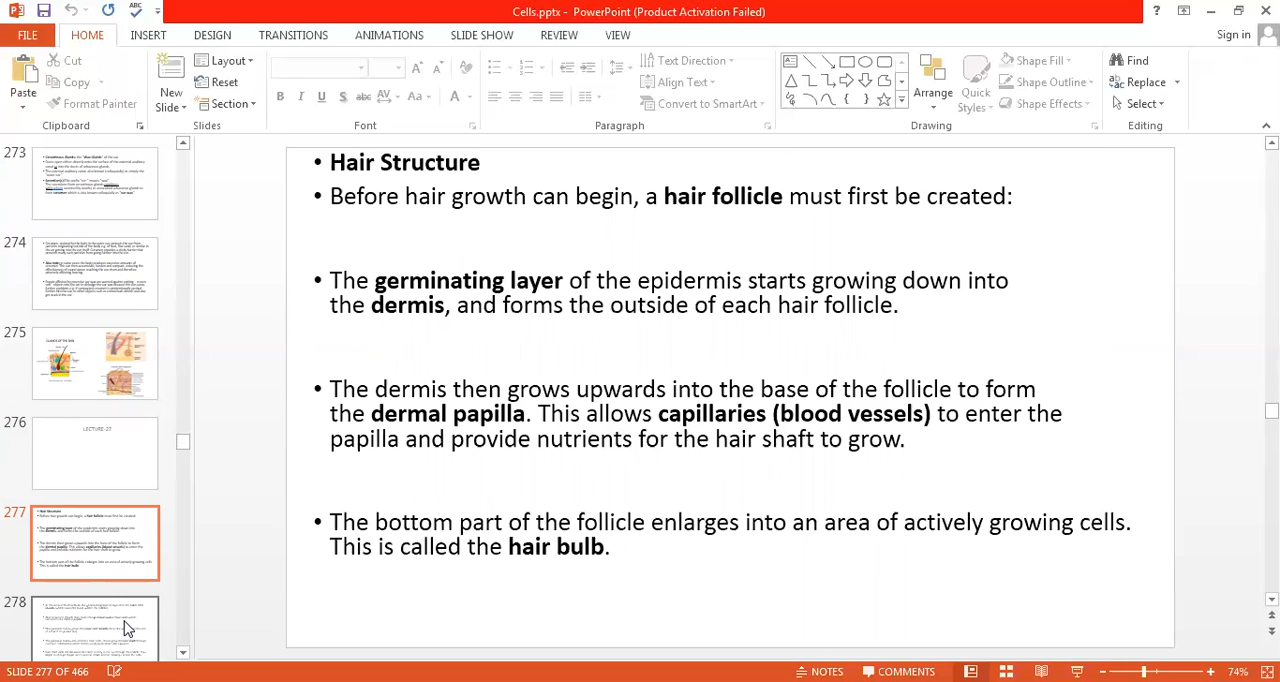 Cells.pptx - PowerPoint (Product Activation Failed)
FILE HOME INSERT DESIGN TRANSITIONS ANIMATIONS SLIDE SHOW REVIEW VIEW Sign in
Paste Cut Copy Format Painter
Clipboard
New Slide Layout Reset Section
Slides
B I U S abc AV Aa A
Font
Text Direction Align Text Convert to SmartArt
Paragraph
Arrange Quick Styles Shape Fill Shape Outline Shape Effects
Drawing
Find Replace Select
Editing
273
274
275
276
LECTURE-27
277
278
• Hair Structure
• Before hair growth can begin, a hair follicle must first be created:
• The germinating layer of the epidermis starts growing down into
the dermis, and forms the outside of each hair follicle.
• The dermis then grows upwards into the base of the follicle to form
the dermal papilla. This allows capillaries (blood vessels) to enter the
papilla and provide nutrients for the hair shaft to grow.
• The bottom part of the follicle enlarges into an area of actively growing cells.
This is called the hair bulb.
SLIDE 277 OF 466 NOTES COMMENTS 74%